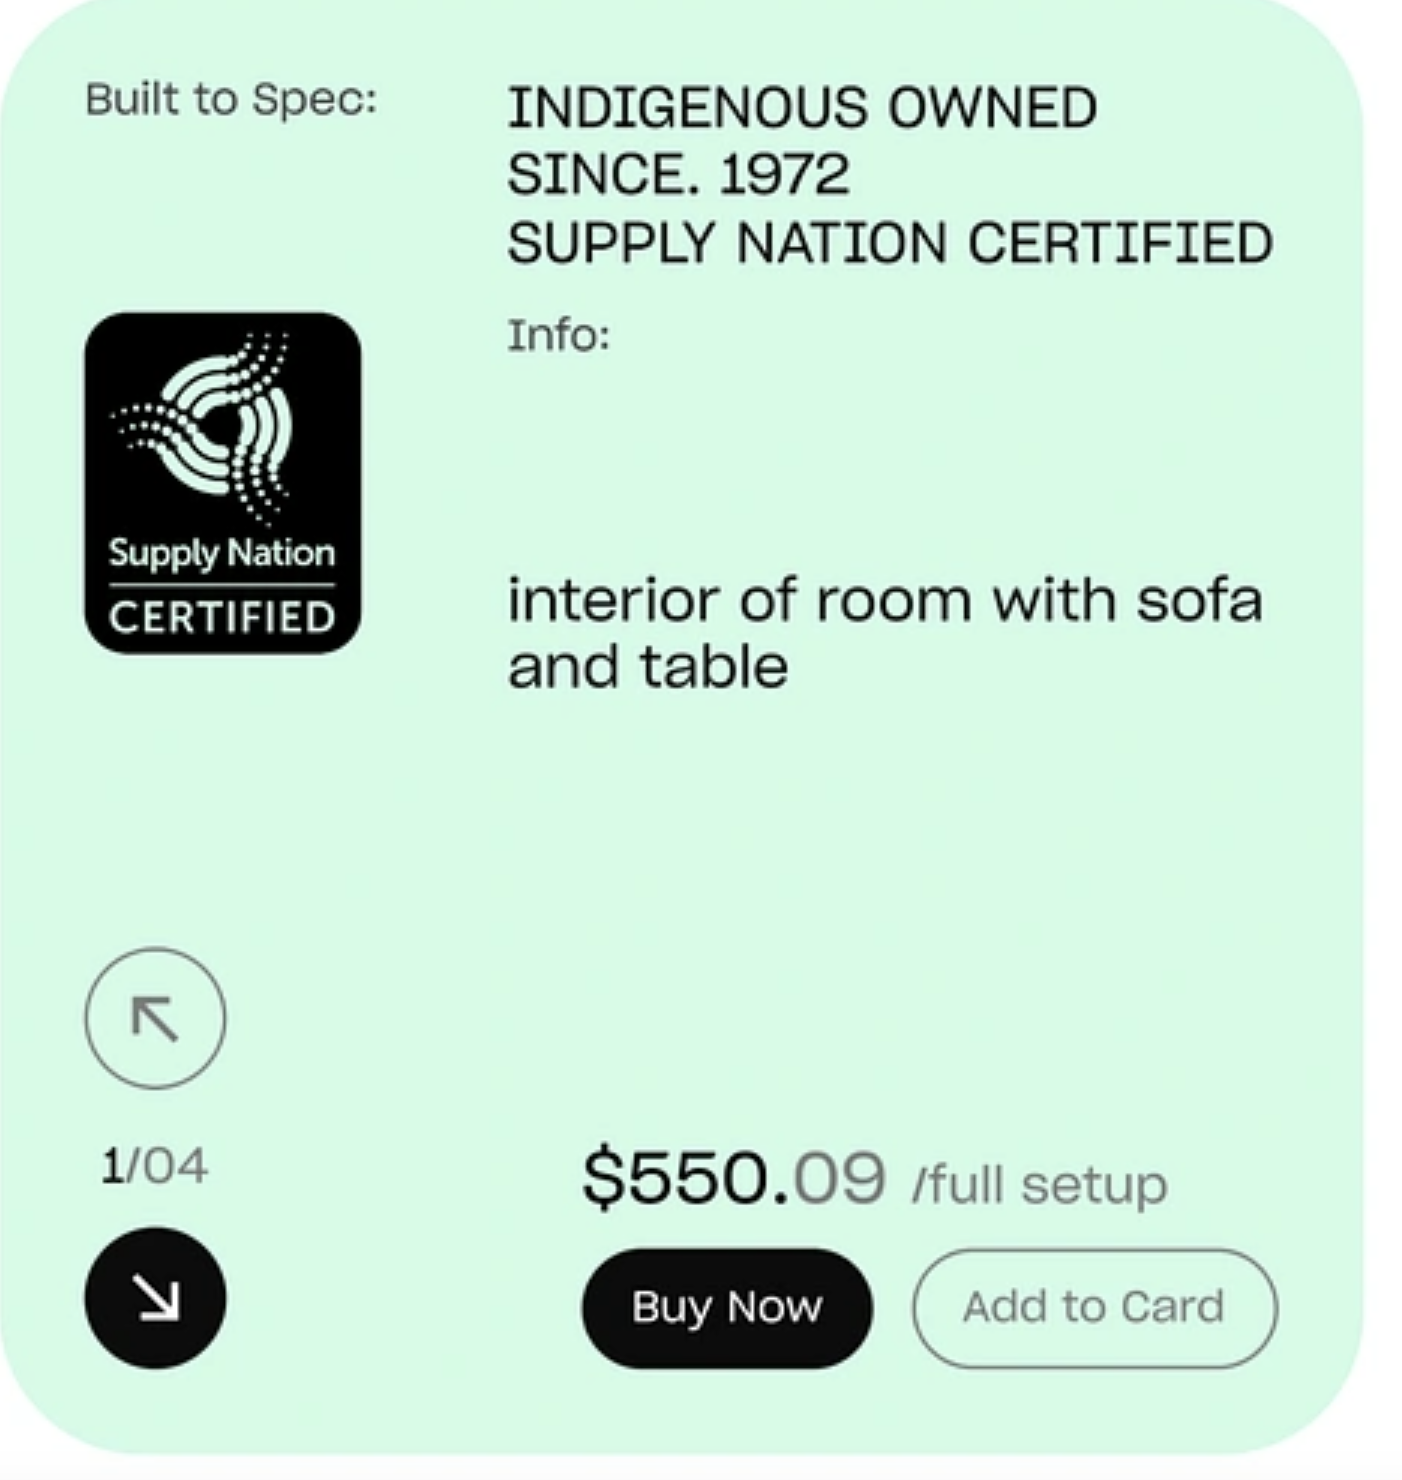 Built to Spec:
INDIGENOUS OWNED
SINCE. 1972
SUPPLY NATION CERTIFIED
Supply Nation
CERTIFIED
Info:
interior of room with sofa
and table
1/04
$550.09 /full setup
Buy Now
Add to Card